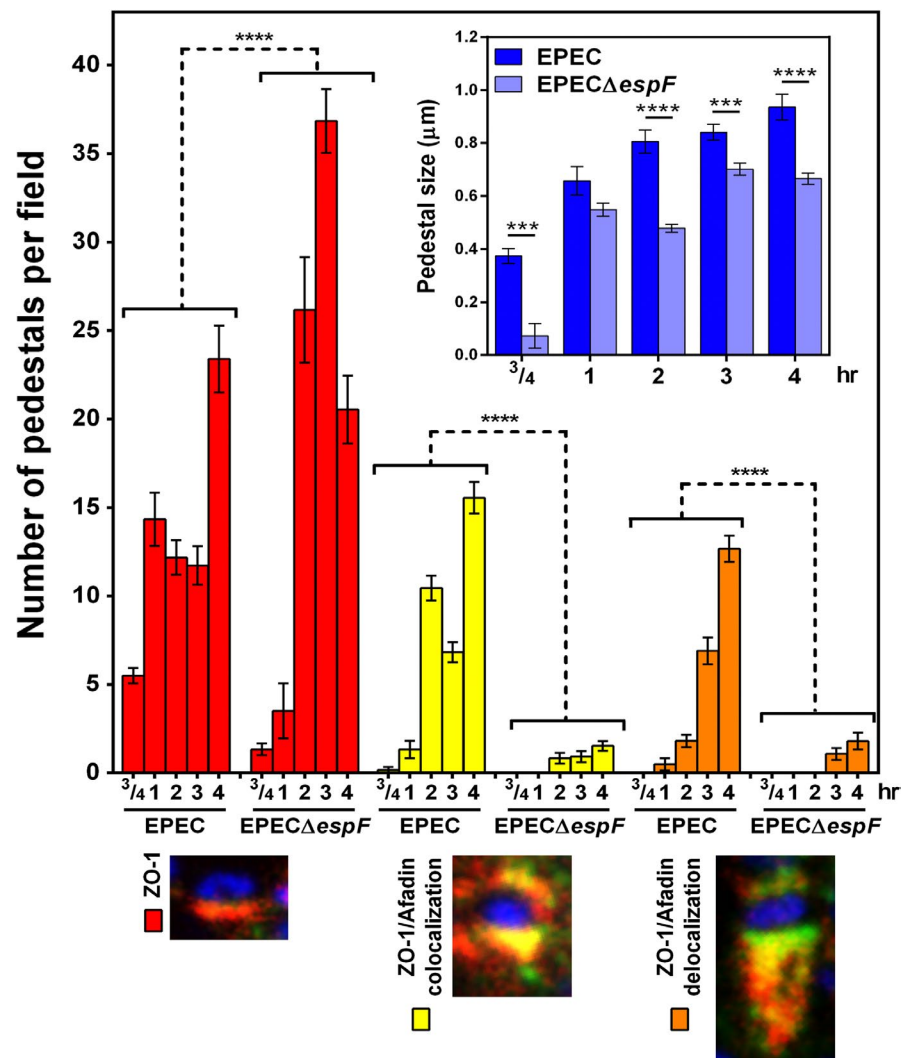 Number of pedestals per field
40
35
30
25
20
15
10
5
0
****
****
****
Pedestal size (μm)
1.2
1.0
0.8
0.6
0.4
0.2
0.0
EPEC
EPECΔespF
***
****
***
****
3/4 1 2 3 4 hr
3/4 1 2 3 4 3/4 1 2 3 4 3/4 1 2 3 4 3/4 1 2 3 4 3/4 1 2 3 4 3/4 1 2 3 4 hr
EPEC EPECΔespF EPEC EPECΔespF EPEC EPECΔespF
ZO-1
ZO-1/Afadin
colocalization
ZO-1/Afadin
delocalization